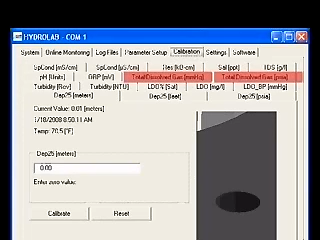 HYDROLAB - COM 1
System Online Monitoring Log Files Parameter Setup Calibration Settings Software
SpCond [mS/cm] SpCond [µS/cm] Res [kΩ-cm] Sal [ppt] TDS [g/l]
pH [Units] ORP [mV] Total Dissolved Gas [mmHg] Total Dissolved Gas [psia]
Turbidity [Rev] Turbidity [NTU] LDO% [Sat] LDO [mg/l] LDO_BP [mmHg]
Dep25 [meters] Dep25 [feet] Dep25 [psia]
Current Value: 0.01 [meters]
1/18/2008 8:50:11 AM
Temp: 70.5 [°F]
Dep25 [meters]
0.00
Enter zero value:
Calibrate Reset